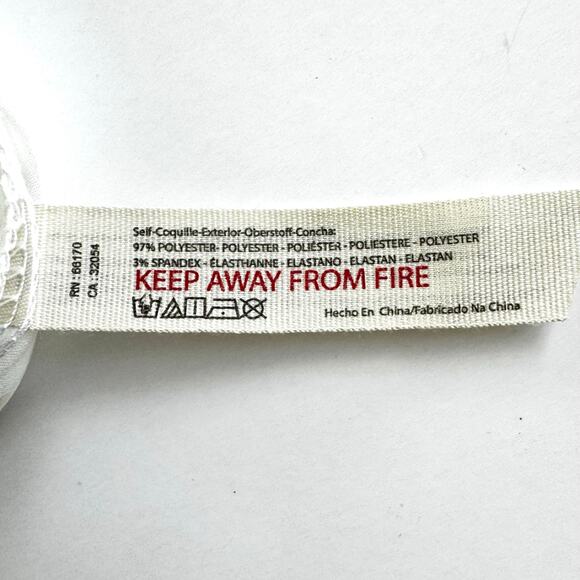 RN : 66170
CA : 32054
Self-Coquille-Exterior-Oberstoff-Concha:
97% POLYESTER- POLYESTER - POLIÉSTER - POLIESTERE - POLYESTER
3% SPANDEX - ÉLASTHANNE - ELASTANO - ELASTAN - ELASTAN
KEEP AWAY FROM FIRE
Hecho En China/Fabricado Na China